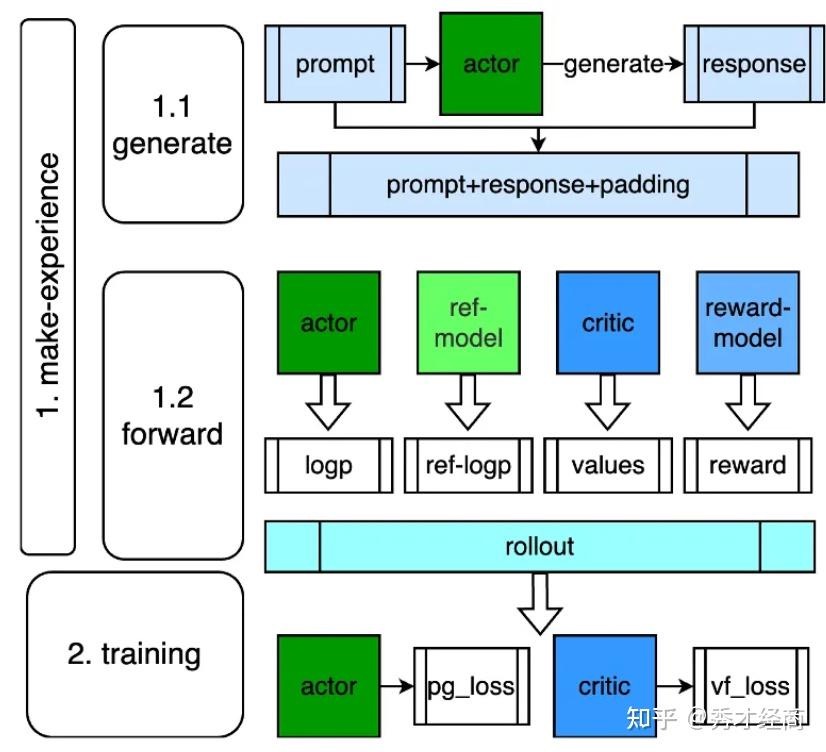 1. make-experience
1.1
generate
prompt
actor
generate
response
prompt+response+padding
1.2
forward
actor
ref-
model
critic
reward-
model
logp
ref-logp
values
reward
rollout
2. training
actor
pg_loss
critic
vf_loss
知乎 @秀才经商